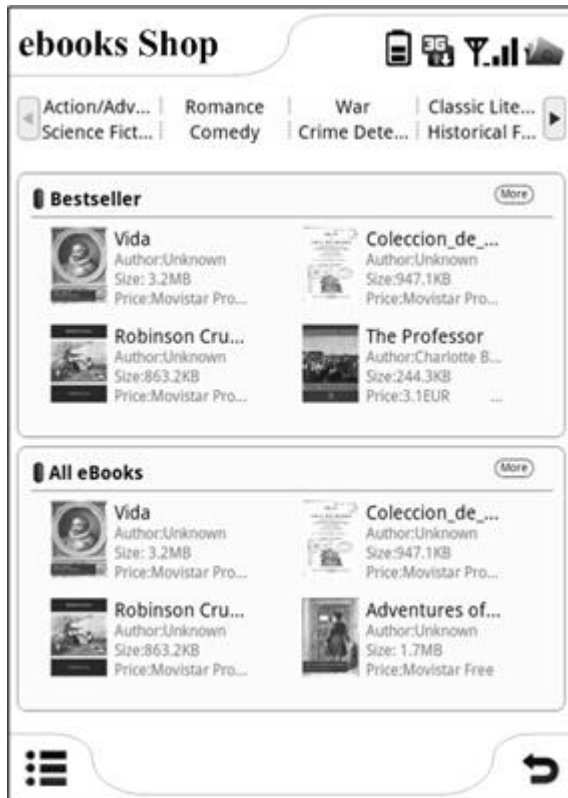 ebooks Shop
3G
Action/Adv... Romance War Classic Lite...
Science Fict... Comedy Crime Dete... Historical F...
Bestseller More
Vida
Author:Unknown
Size: 3.2MB
Price:Movistar Pro...
Coleccion_de_...
Author:Unknown
Size:947.1KB
Price:Movistar Pro...
Robinson Cru...
Author:Unknown
Size:863.2KB
Price:Movistar Pro...
The Professor
Author:Charlotte B...
Size:244.3KB
Price:3.1EUR ...
All eBooks More
Vida
Author:Unknown
Size: 3.2MB
Price:Movistar Pro...
Coleccion_de_...
Author:Unknown
Size:947.1KB
Price:Movistar Pro...
Robinson Cru...
Author:Unknown
Size:863.2KB
Price:Movistar Pro...
Adventures of...
Author:Unknown
Size: 1.7MB
Price:Movistar Free